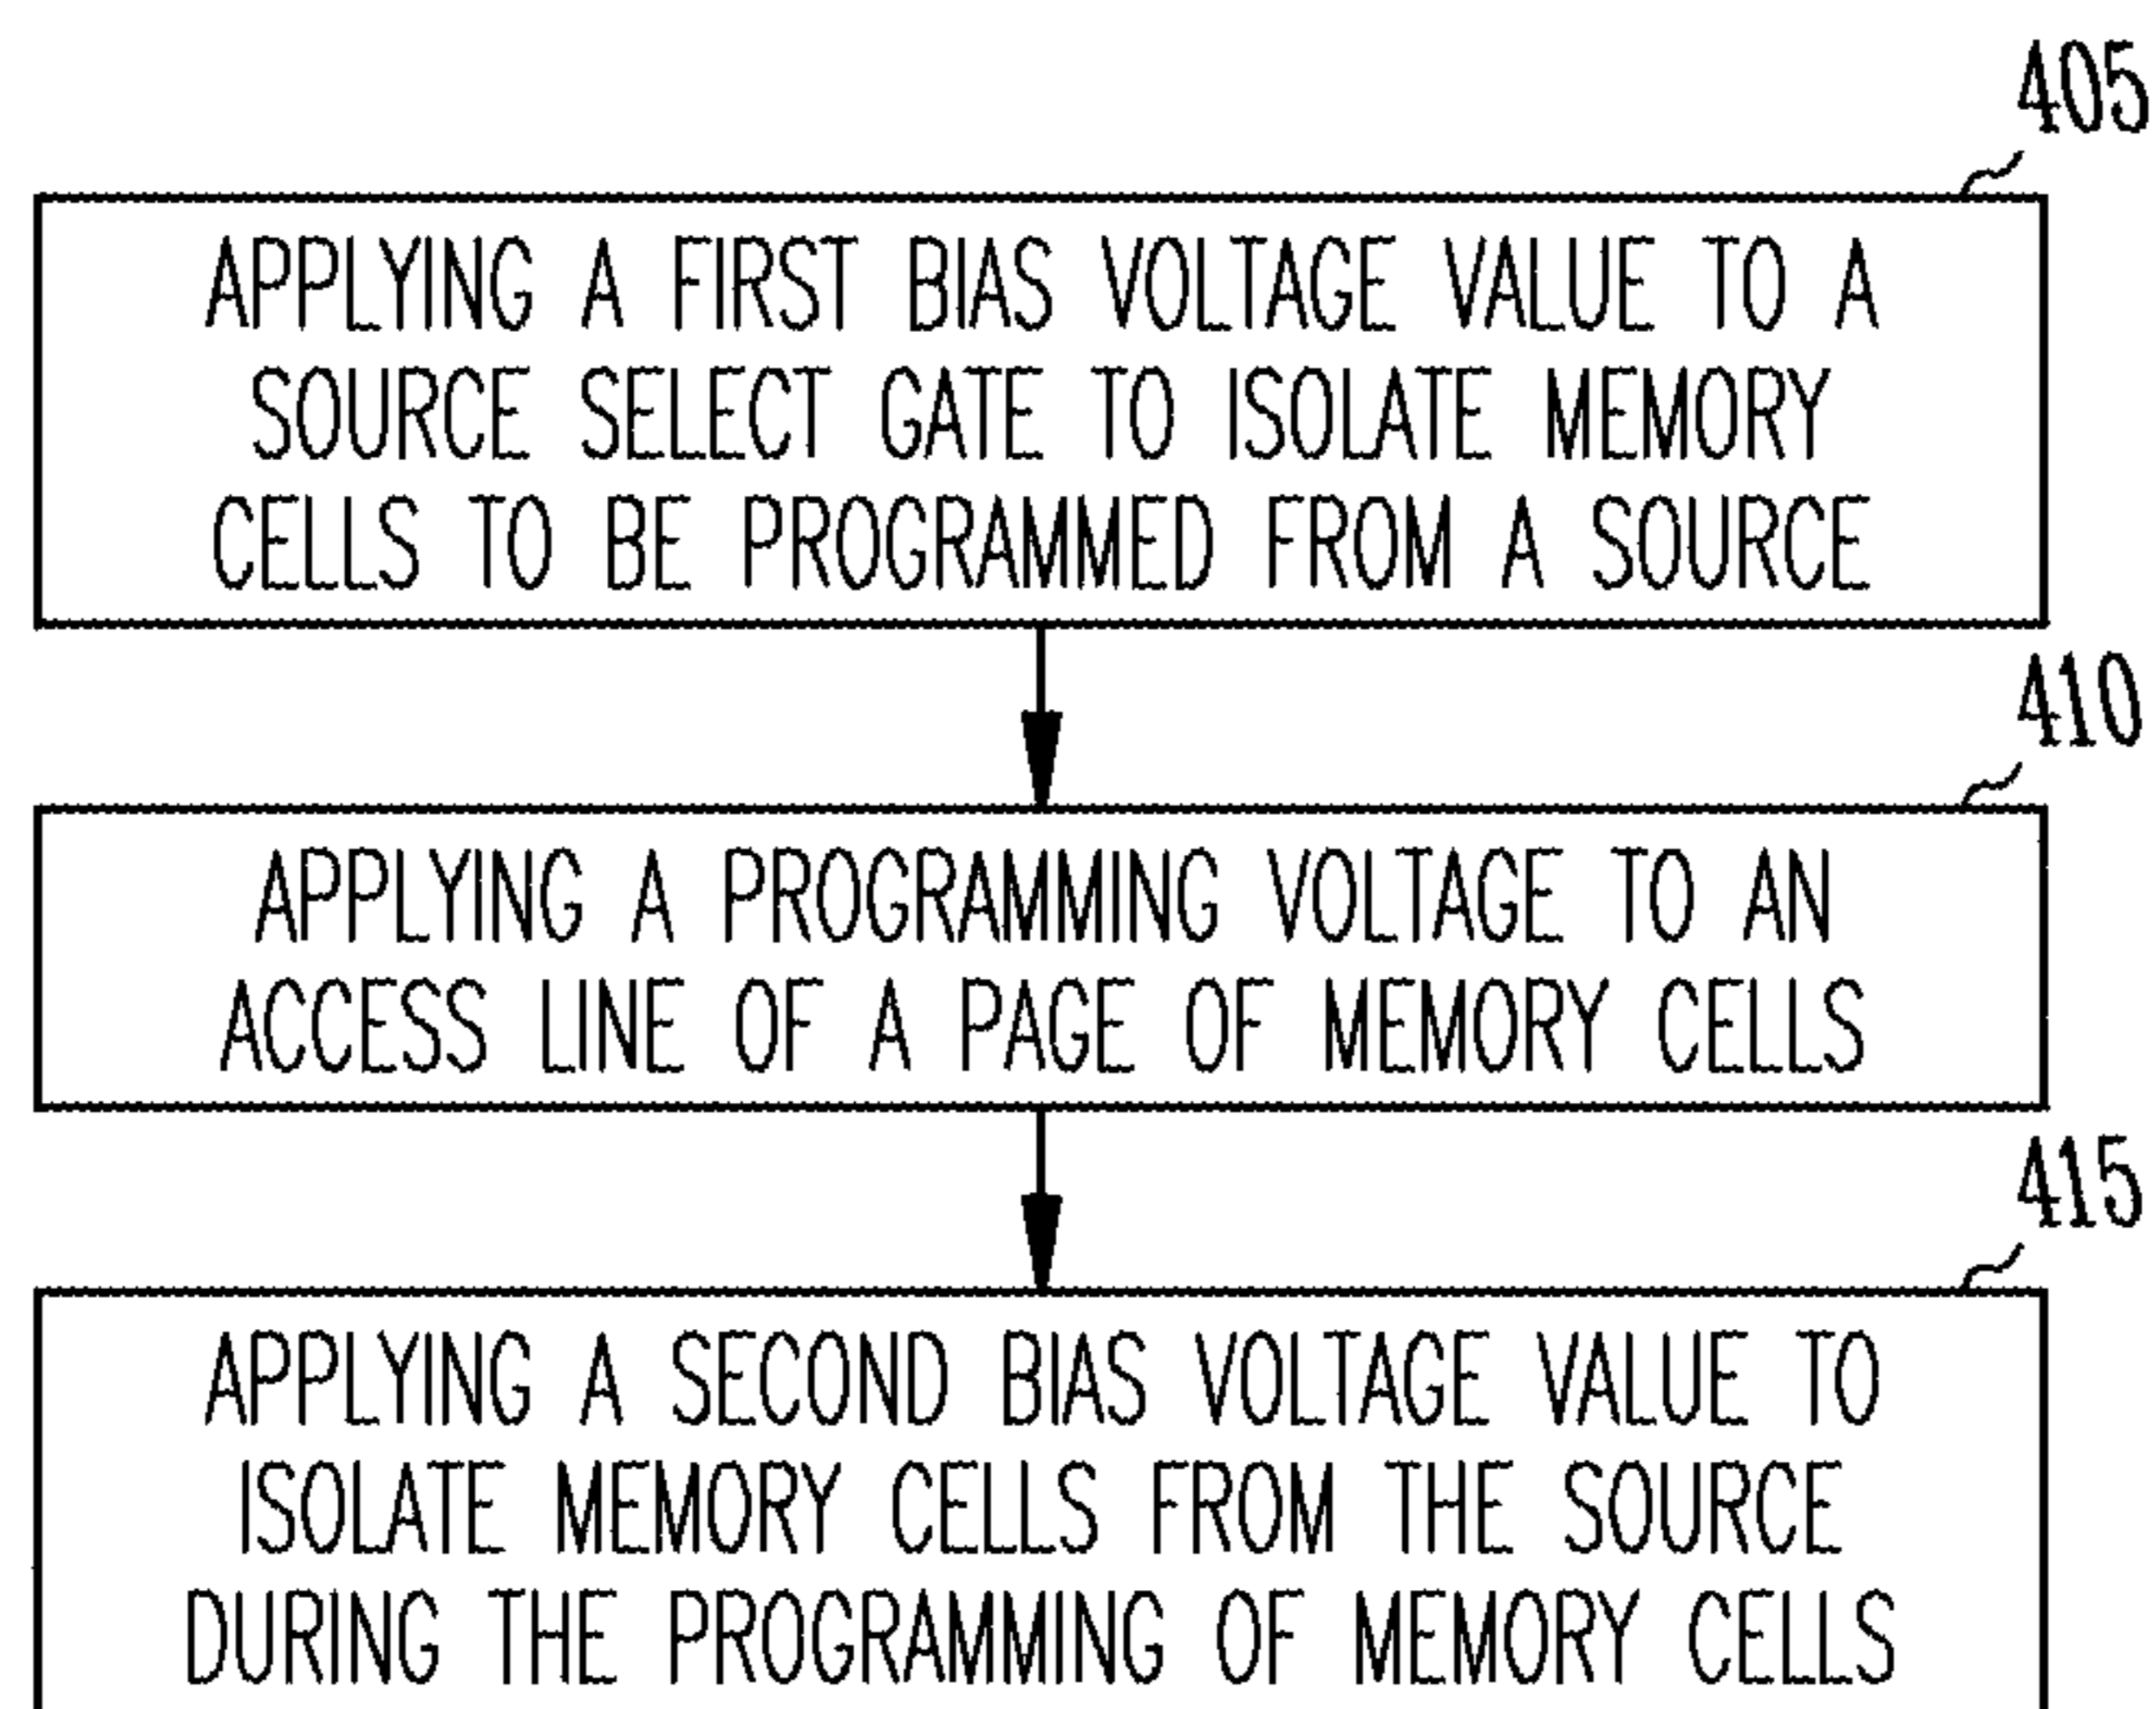 405
APPLYING A FIRST BIAS VOLTAGE VALUE TO A
SOURCE SELECT GATE TO ISOLATE MEMORY
CELLS TO BE PROGRAMMED FROM A SOURCE
410
APPLYING A PROGRAMMING VOLTAGE TO AN
ACCESS LINE OF A PAGE OF MEMORY CELLS
415
APPLYING A SECOND BIAS VOLTAGE VALUE TO
ISOLATE MEMORY CELLS FROM THE SOURCE
DURING THE PROGRAMMING OF MEMORY CELLS